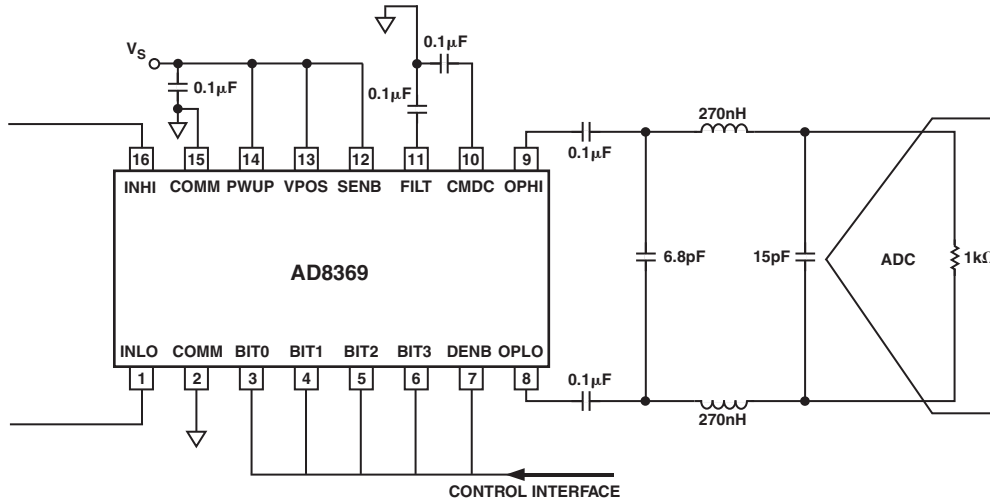 0.1µF
VS
0.1µF
0.1µF
270nH
0.1µF
16 15 14 13 12 11 10 9
INHI COMM PWUP VPOS SENB FILT CMDC OPHI
AD8369
6.8pF
15pF
ADC
1kΩ
INLO COMM BIT0 BIT1 BIT2 BIT3 DENB OPLO
1 2 3 4 5 6 7 8
0.1µF
270nH
CONTROL INTERFACE